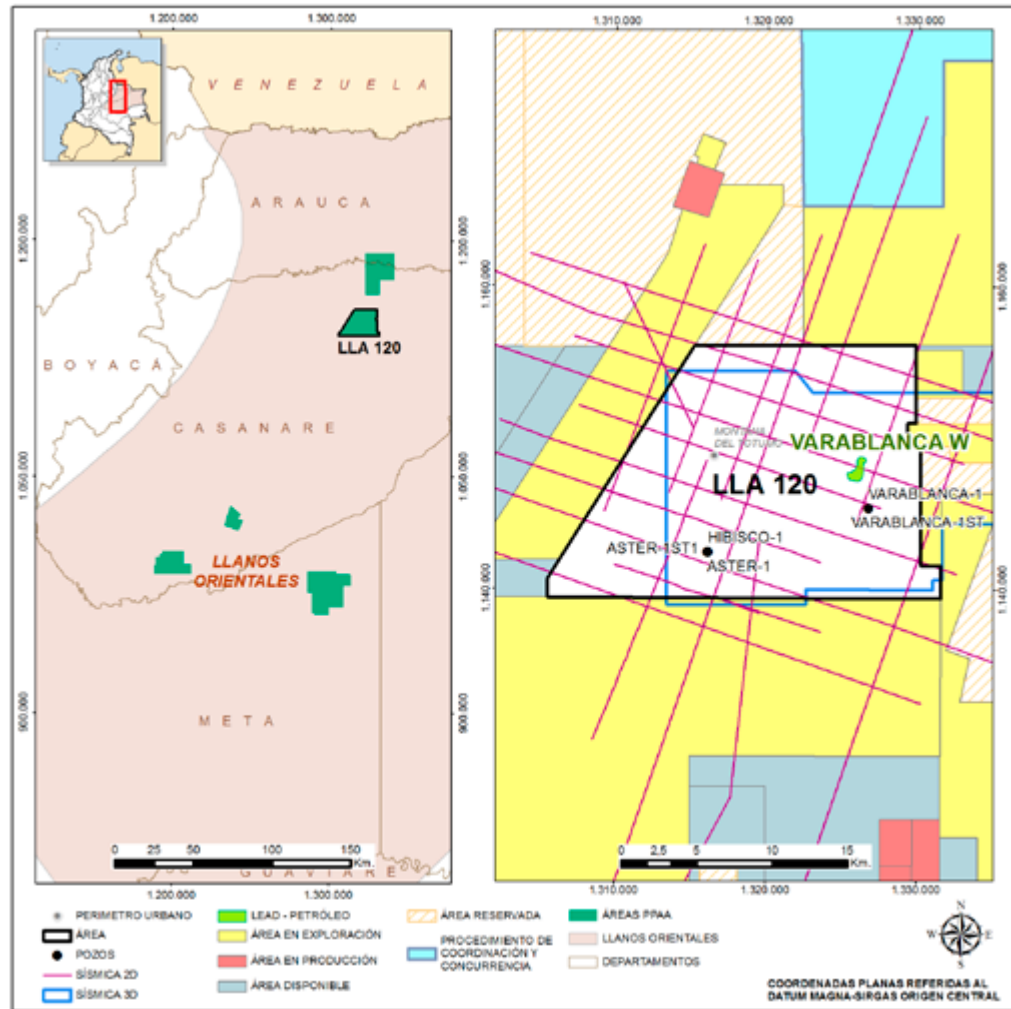 1.200.000
1.300.000
VENEZUELA
ARAUCA
1.200.000
1.200.000
LLA 120
BOYACÁ
CASANARE
1.050.000
1.050.000
LLANOS
ORIENTALES
META
900.000
900.000
0 50 100 150
Km.
GUAVIARE
1.200.000
1.300.000
1.310.000
1.320.000
1.330.000
1.160.000
1.160.000
MONTAÑA
DEL TOTUMO
VARABLANCA W
LLA 120
VARABLANCA-1
VARABLANCA-1ST
HIBISCO-1
ASTER-1ST1
ASTER-1
1.140.000
1.140.000
0 2,5 5 10 15
Km.
1.310.000
1.320.000
1.330.000
PERIMETRO URBANO
ÁREA
POZOS
SÍSMICA 2D
SÍSMICA 3D
LEAD - PETRÓLEO
ÁREA EN EXPLORACIÓN
ÁREA EN PRODUCCIÓN
ÁREA DISPONIBLE
ÁREA RESERVADA
PROCEDIMIENTO DE
COORDINACIÓN Y
CONCURRENCIA
ÁREAS PPAA
LLANOS ORIENTALES
DEPARTAMENTOS
N
W E
S
COORDENADAS PLANAS REFERIDAS AL
DATUM MAGNA-SIRGAS ORIGEN CENTRAL